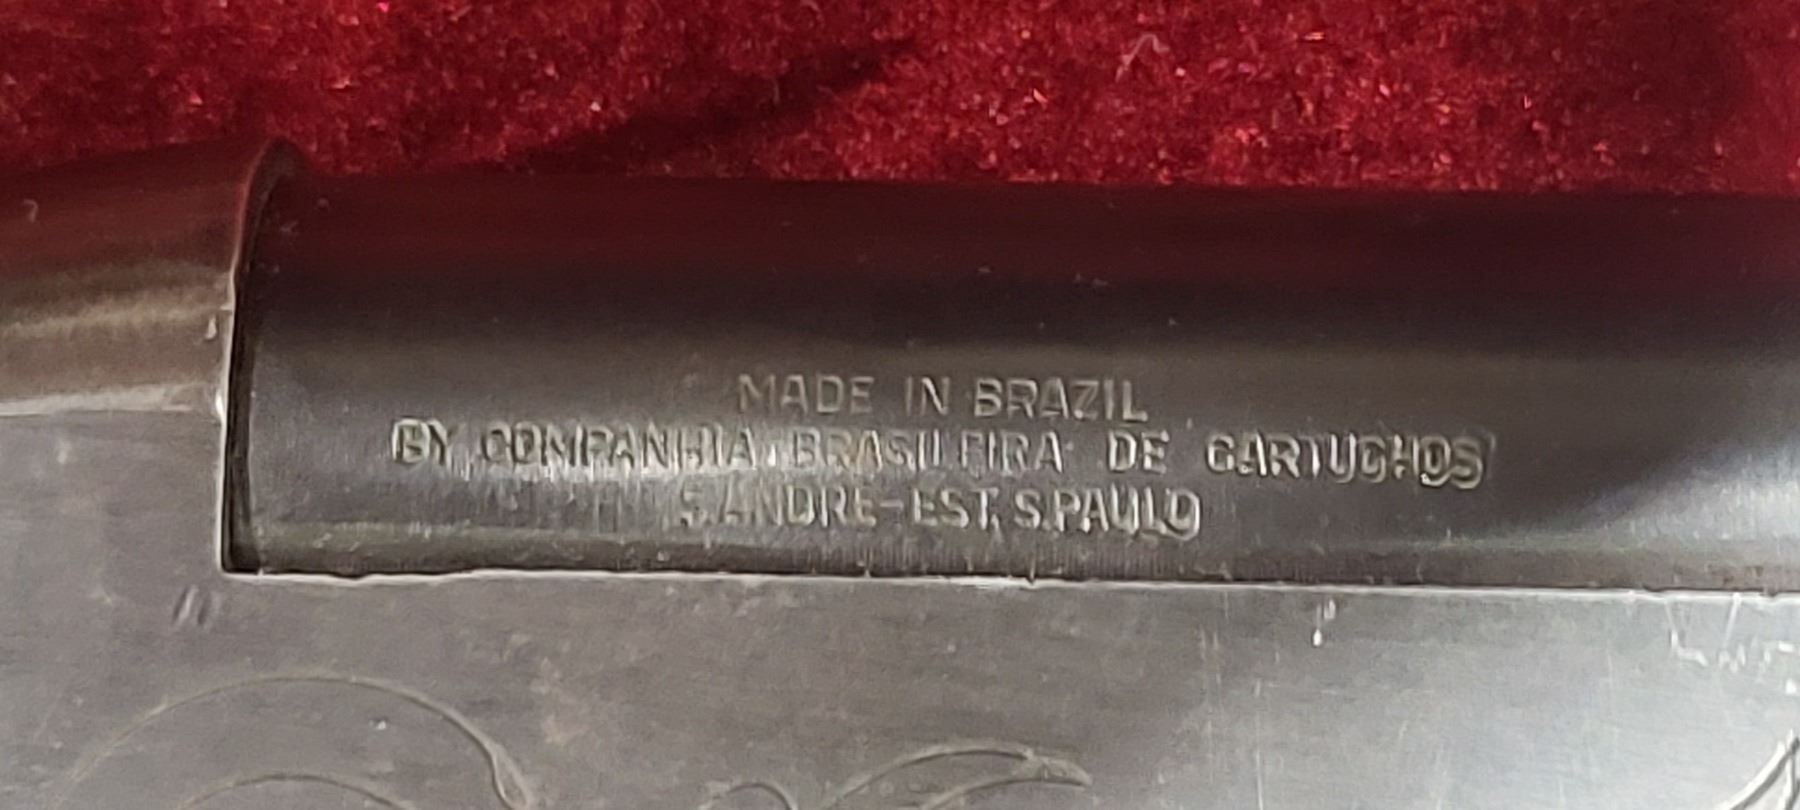 MADE IN BRAZIL
BY COMPANHIA BRASILEIRA DE CARTUCHOS
S.ANDRE-EST. S.PAULO